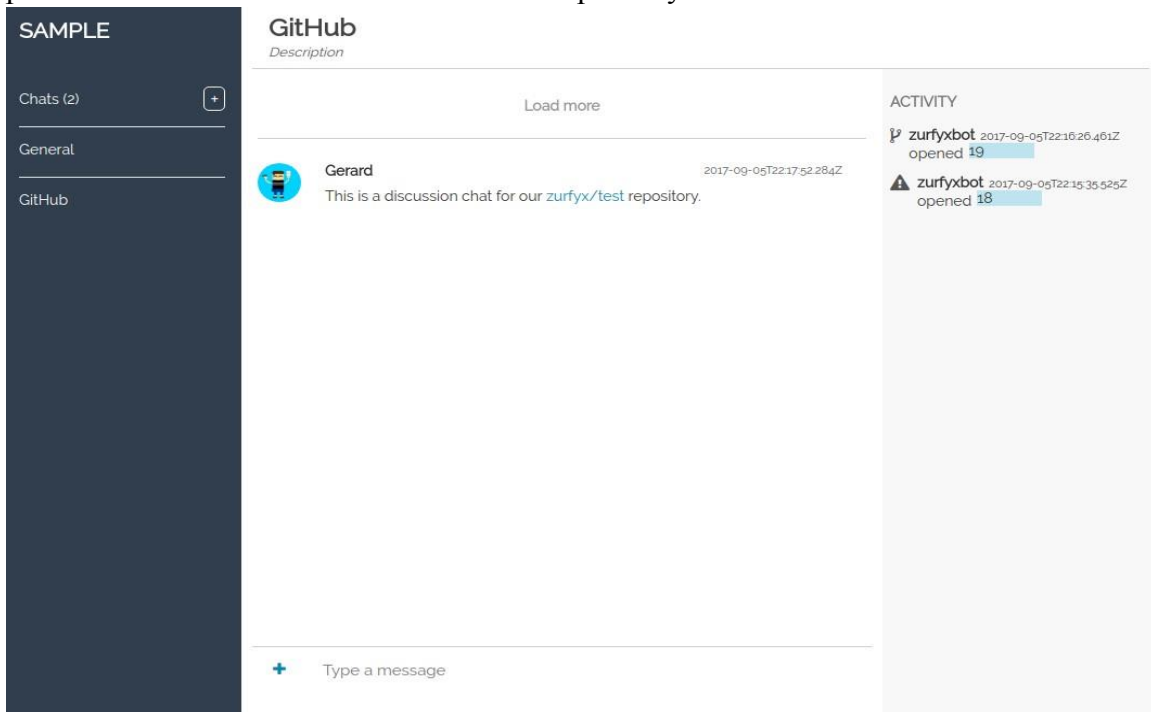 SAMPLE
Chats (2)
+
General
GitHub
GitHub
Description
Load more
Gerard 2017-09-05T22:17:52.284Z
This is a discussion chat for our zurfyx/test repository.
+ Type a message
ACTIVITY
zurfyxbot 2017-09-05T22:16:26.461Z
opened 19
zurfyxbot 2017-09-05T22:15:35.525Z
opened 18